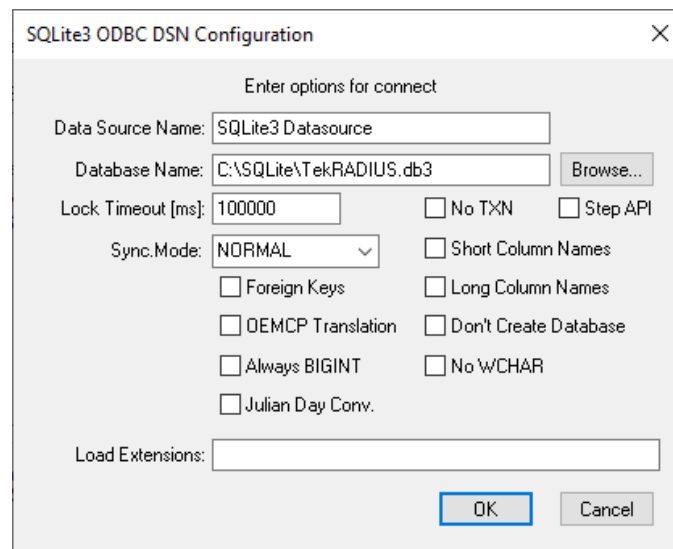 SQLite3 ODBC DSN Configuration
Enter options for connect
Data Source Name: SQLite3 Datasource
Database Name: C:\SQLite\TekRADIUS.db3 Browse...
Lock Timeout [ms]: 100000 No TXN Step API
Sync.Mode: NORMAL Short Column Names
Foreign Keys Long Column Names
OEMCP Translation Don't Create Database
Always BIGINT No WCHAR
Julian Day Conv.
Load Extensions:
OK Cancel